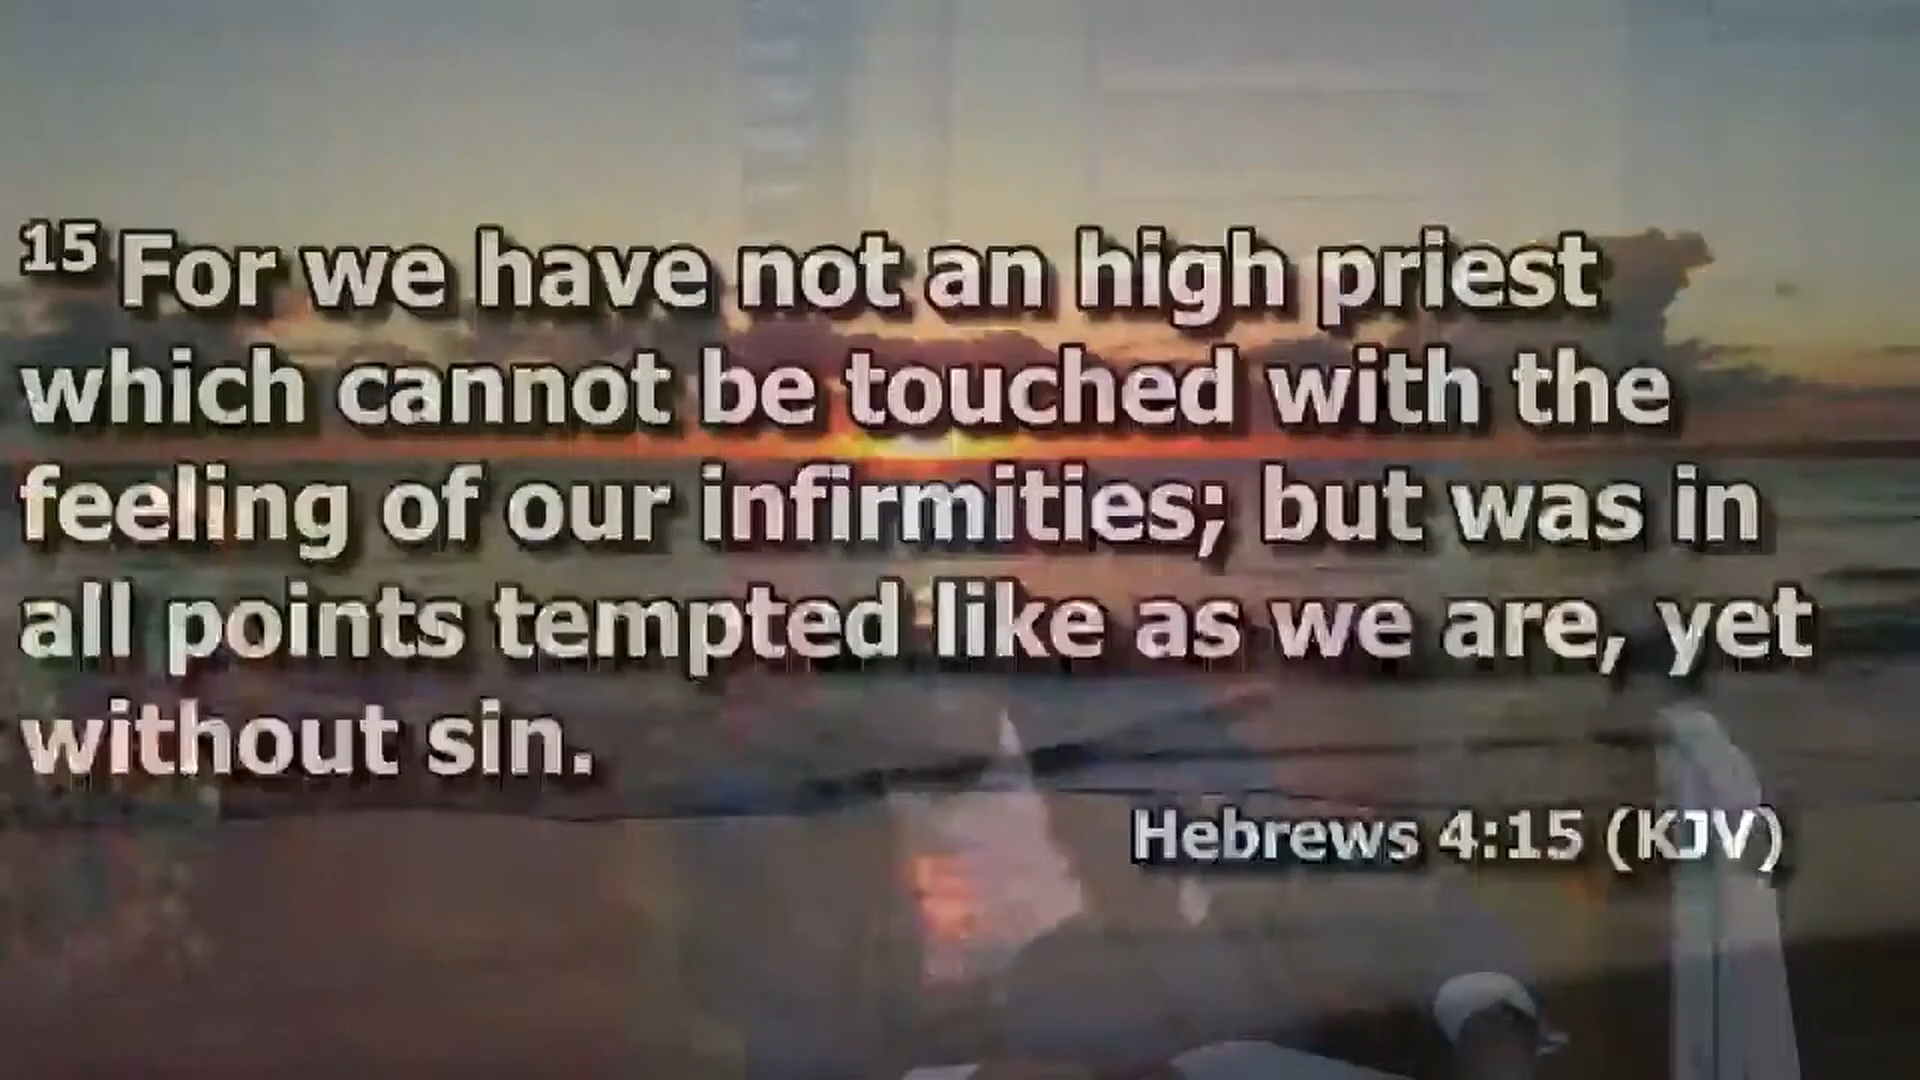 15 For we have not an high priest
which cannot be touched with the
feeling of our infirmities; but was in
all points tempted like as we are, yet
without sin.
Hebrews 4:15 (KJV)